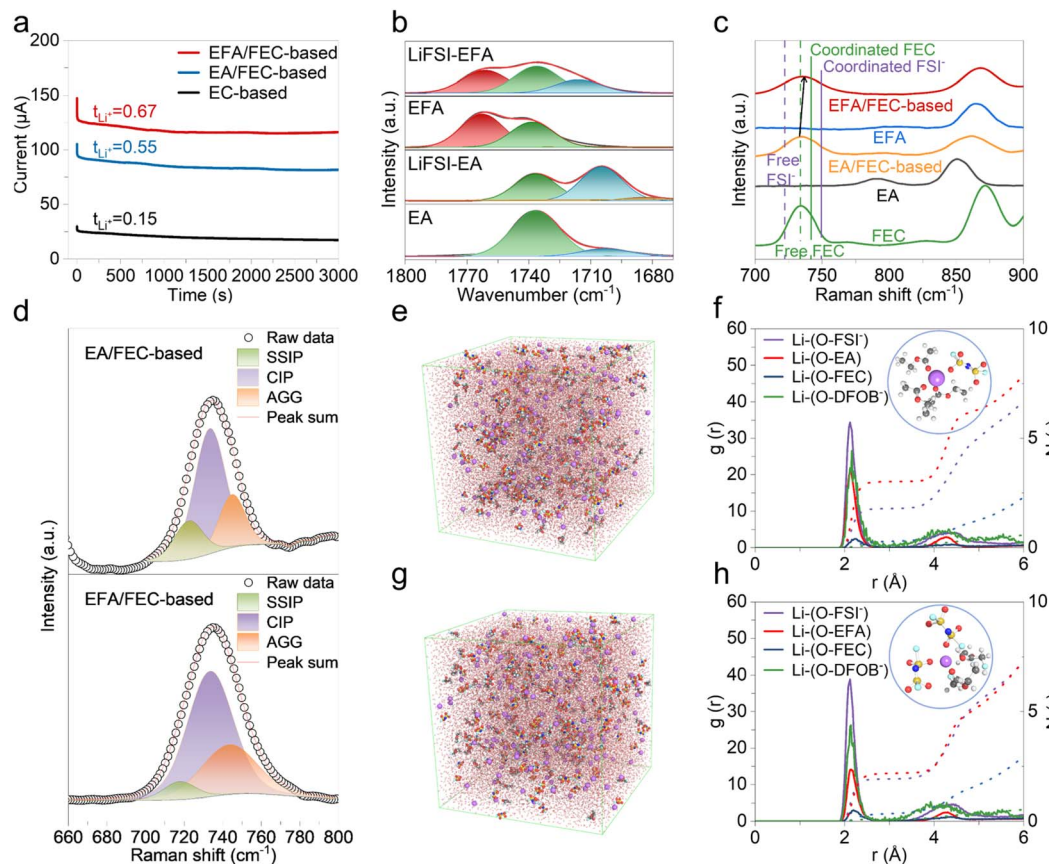 a
200
150
100
50
0
Current (μA)
EFA/FEC-based
EA/FEC-based
EC-based
tLi⁺=0.67
tLi⁺=0.55
tLi⁺=0.15
0 500 1000 1500 2000 2500 3000
Time (s)
b
Intensity (a.u.)
LiFSI-EFA
EFA
LiFSI-EA
EA
1800 1770 1740 1710 1680
Wavenumber (cm⁻¹)
c
Intensity (a.u.)
Coordinated FEC
Coordinated FSI⁻
EFA/FEC-based
EFA
Free
FSI⁻
EA/FEC-based
EA
FEC
Free FEC
700 750 800 850 900
Raman shift (cm⁻¹)
d
Intensity (a.u.)
EA/FEC-based
Raw data
SSIP
CIP
AGG
Peak sum
EFA/FEC-based
Raw data
SSIP
CIP
AGG
Peak sum
660 680 700 720 740 760 780 800
Raman shift (cm⁻¹)
e
f
60
50
40
30
20
10
0
g (r)
Li-(O-FSI⁻)
Li-(O-EA)
Li-(O-FEC)
Li-(O-DFOB⁻)
10
5
0
0 2 4 6
r (Å)
g
h
60
50
40
30
20
10
0
g (r)
Li-(O-FSI⁻)
Li-(O-EFA)
Li-(O-FEC)
Li-(O-DFOB⁻)
10
5
0
0 2 4 6
r (Å)